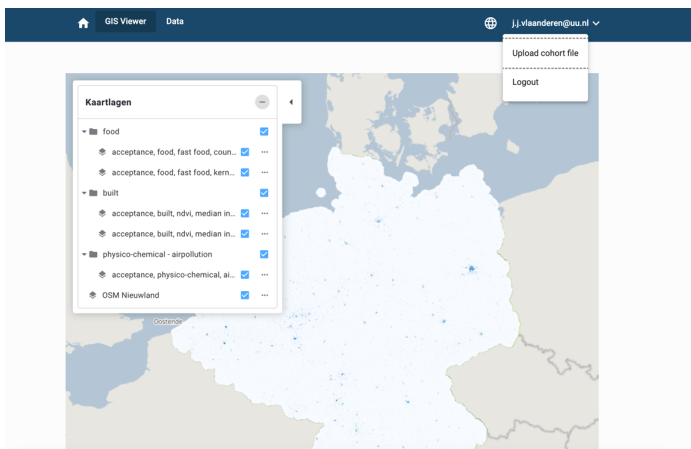 GIS Viewer Data j.j.vlaanderen@uu.nl
Upload cohort file
Logout
Kaartlagen
food
acceptance, food, fast food, coun...
acceptance, food, fast food, kern...
built
acceptance, built, ndvi, median in...
acceptance, built, ndvi, median in...
physico-chemical - airpollution
acceptance, physico-chemical, ai...
OSM Nieuwland
Oostende